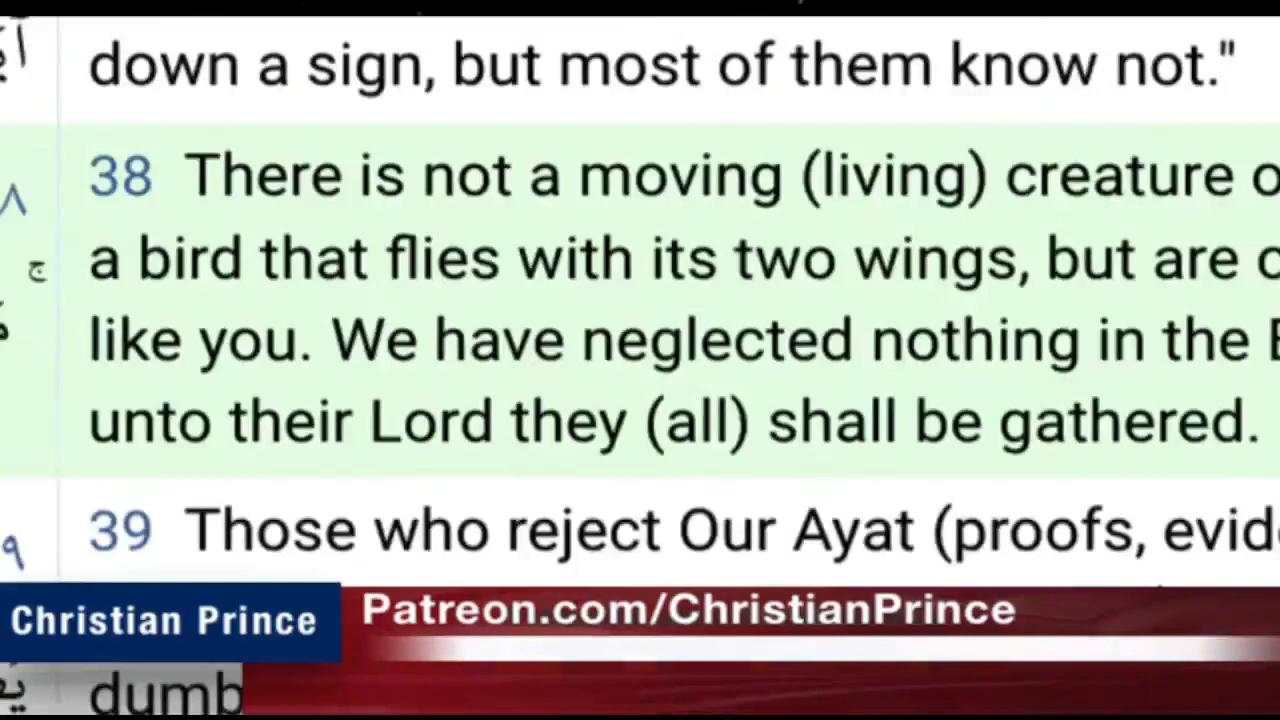 down a sign, but most of them know not."
38 There is not a moving (living) creature
a bird that flies with its two wings, but are
like you. We have neglected nothing in the
unto their Lord they (all) shall be gathered.
39 Those who reject Our Ayat (proofs,
Christian Prince
Patreon.com/ChristianPrince
dumb